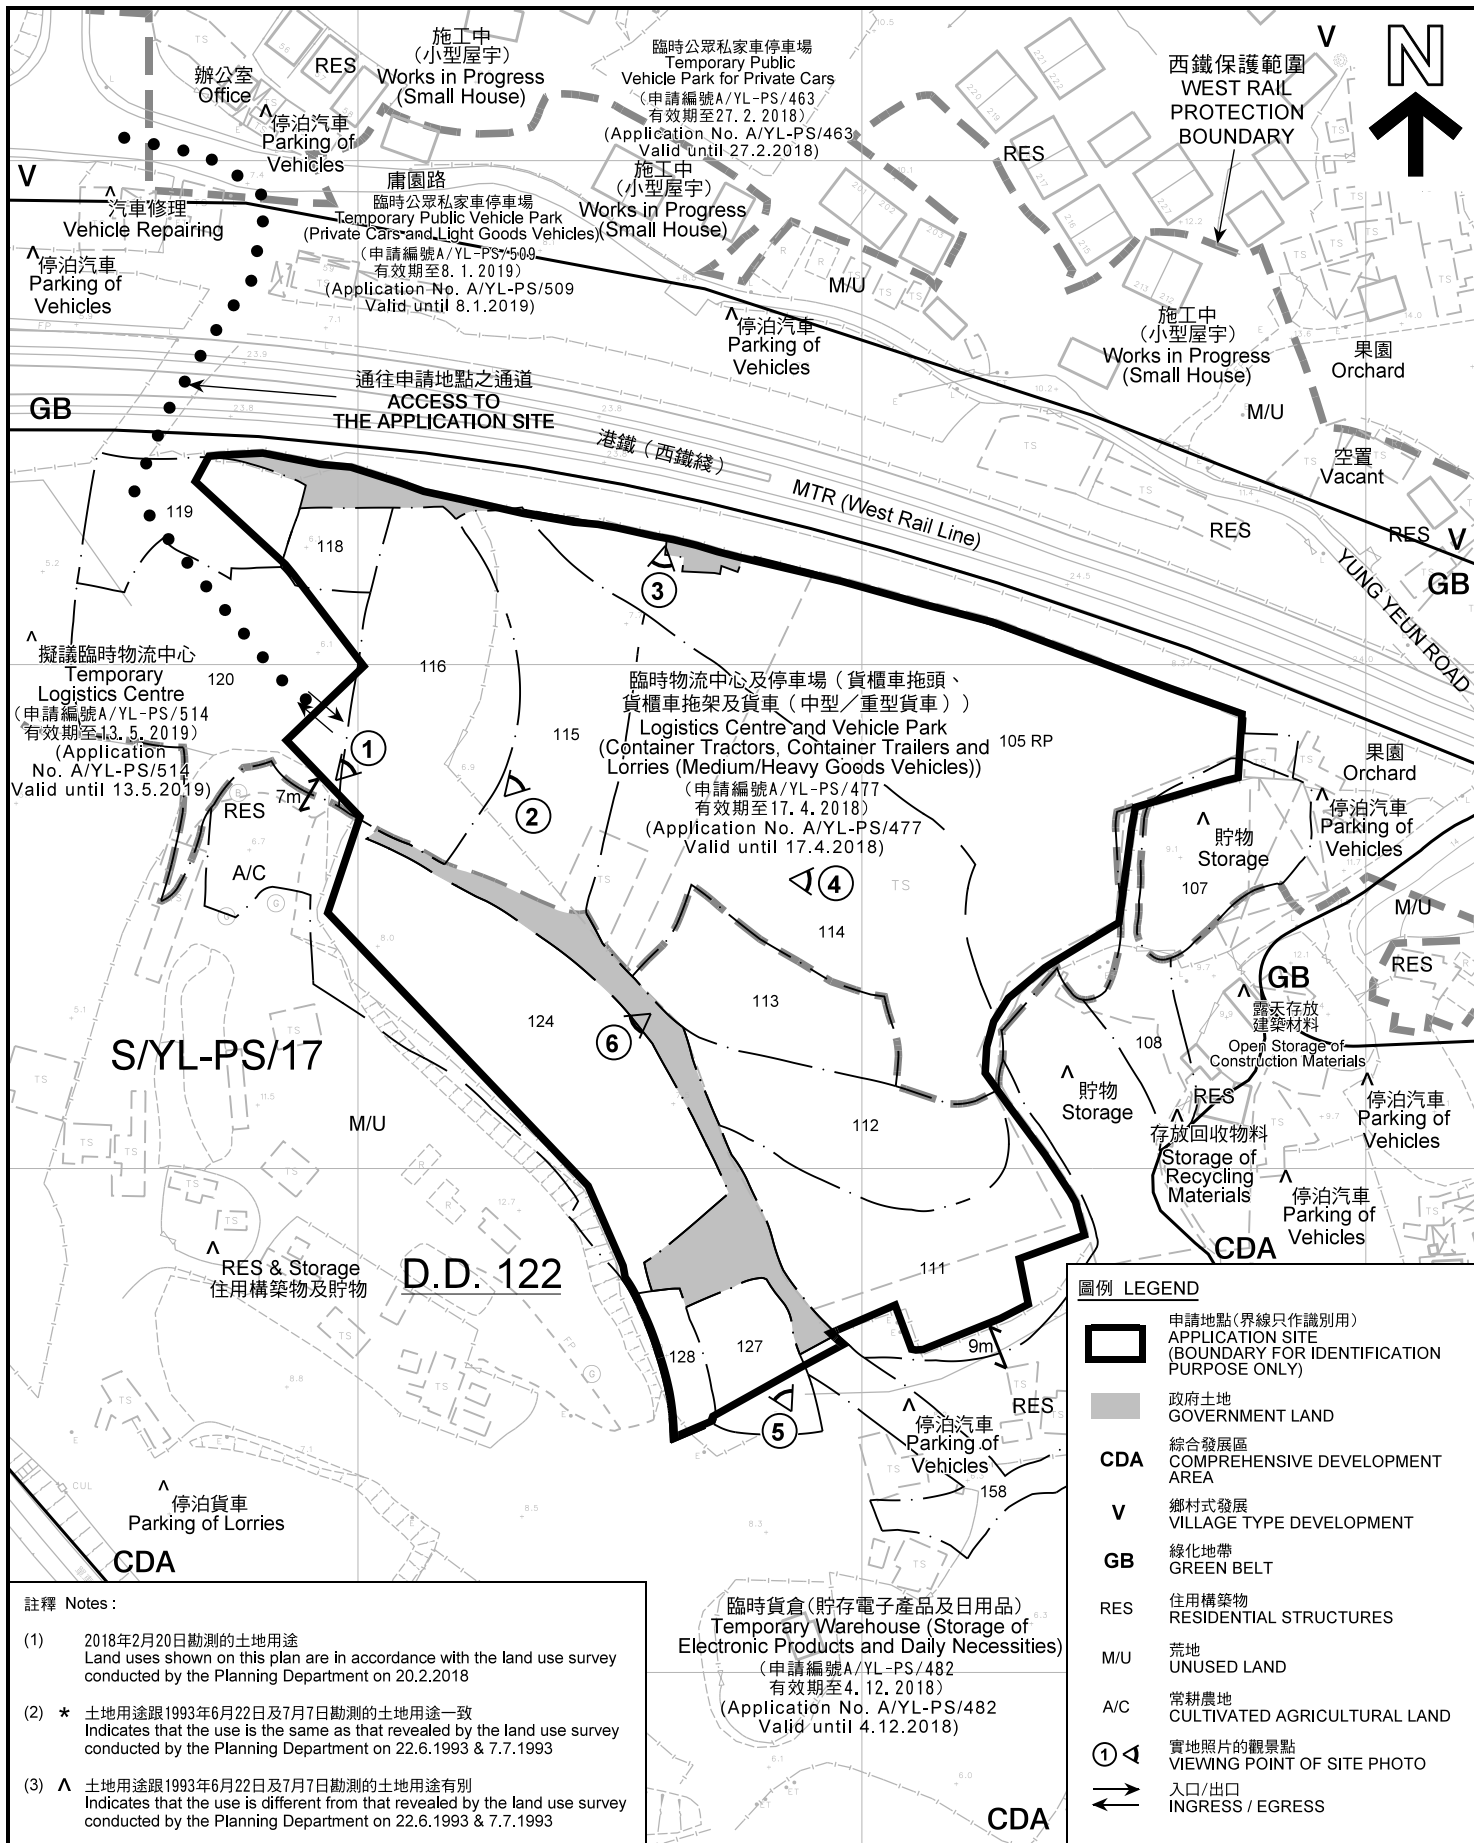 施工中
(小型屋宇)
Works in Progress
(Small House)
辦公室
Office
RES
停泊汽車
Parking of
Vehicles
臨時公眾私家車停車場
Temporary Public
Vehicle Park for Private Cars
(申請編號A/YL-PS/463
有效期至27.2.2018)
(Application No. A/YL-PS/463
Valid until 27.2.2018)
施工中
(小型屋宇)
Works in Progress
(Small House)
西鐵保護範圍
WEST RAIL
PROTECTION
BOUNDARY
V
N
RES
V
汽車修理
Vehicle Repairing
庸園路
臨時公眾私家車停車場
Temporary Public Vehicle Park
(Private Cars and Light Goods Vehicles)
(申請編號A/YL-PS/509
有效期至8.1.2019)
(Application No. A/YL-PS/509
Valid until 8.1.2019)
停泊汽車
Parking of
Vehicles
M/U
停泊汽車
Parking of
Vehicles
施工中
(小型屋宇)
Works in Progress
(Small House)
果園
Orchard
M/U
空置
Vacant
通往申請地點之通道
ACCESS TO
THE APPLICATION SITE
GB
港鐵(西鐵綫)
MTR (West Rail Line)
RES
RES
V
GB
YUNG YEUN ROAD
119
118
3
116
120
擬議臨時物流中心
Temporary
Logistics Centre
(申請編號A/YL-PS/514
有效期至13.5.2019)
(Application
No. A/YL-PS/514
Valid until 13.5.2019)
115
臨時物流中心及停車場(貨櫃車拖頭、
貨櫃車拖架及貨車(中型/重型貨車))
Logistics Centre and Vehicle Park
(Container Tractors, Container Trailers and
Lorries (Medium/Heavy Goods Vehicles))
(申請編號A/YL-PS/477
有效期至17.4.2018)
(Application No. A/YL-PS/477
Valid until 17.4.2018)
105 RP
1
2
7m
RES
A/C
4
114
113
124
6
112
111
果園
Orchard
停泊汽車
Parking of
Vehicles
貯物
Storage
107
M/U
RES
GB
露天存放
建築材料
Open Storage of
Construction Materials
108
貯物
Storage
RES
存放回收物料
Storage of
Recycling
Materials
停泊汽車
Parking of
Vehicles
停泊汽車
Parking of
Vehicles
CDA
S/YL-PS/17
M/U
RES & Storage
住用構築物及貯物
D.D. 122
128
127
9m
5
RES
停泊汽車
Parking of
Vehicles
158
停泊貨車
Parking of Lorries
CDA
臨時貨倉(貯存電子產品及日用品)
Temporary Warehouse (Storage of
Electronic Products and Daily Necessities)
(申請編號A/YL-PS/482
有效期至4.12.2018)
(Application No. A/YL-PS/482
Valid until 4.12.2018)
CDA
註釋 Notes :
(1) 2018年2月20日勘測的土地用途
Land uses shown on this plan are in accordance with the land use survey
conducted by the Planning Department on 20.2.2018
(2) * 土地用途跟1993年6月22日及7月7日勘測的土地用途一致
Indicates that the use is the same as that revealed by the land use survey
conducted by the Planning Department on 22.6.1993 & 7.7.1993
(3) ^ 土地用途跟1993年6月22日及7月7日勘測的土地用途有別
Indicates that the use is different from that revealed by the land use survey
conducted by the Planning Department on 22.6.1993 & 7.7.1993
圖例 LEGEND
申請地點(界線只作識別用)
APPLICATION SITE
(BOUNDARY FOR IDENTIFICATION
PURPOSE ONLY)
政府土地
GOVERNMENT LAND
CDA 綜合發展區
COMPREHENSIVE DEVELOPMENT
AREA
V 鄉村式發展
VILLAGE TYPE DEVELOPMENT
GB 綠化地帶
GREEN BELT
RES 住用構築物
RESIDENTIAL STRUCTURES
M/U 荒地
UNUSED LAND
A/C 常耕農地
CULTIVATED AGRICULTURAL LAND
1 實地照片的觀景點
VIEWING POINT OF SITE PHOTO
入口/出口
INGRESS / EGRESS